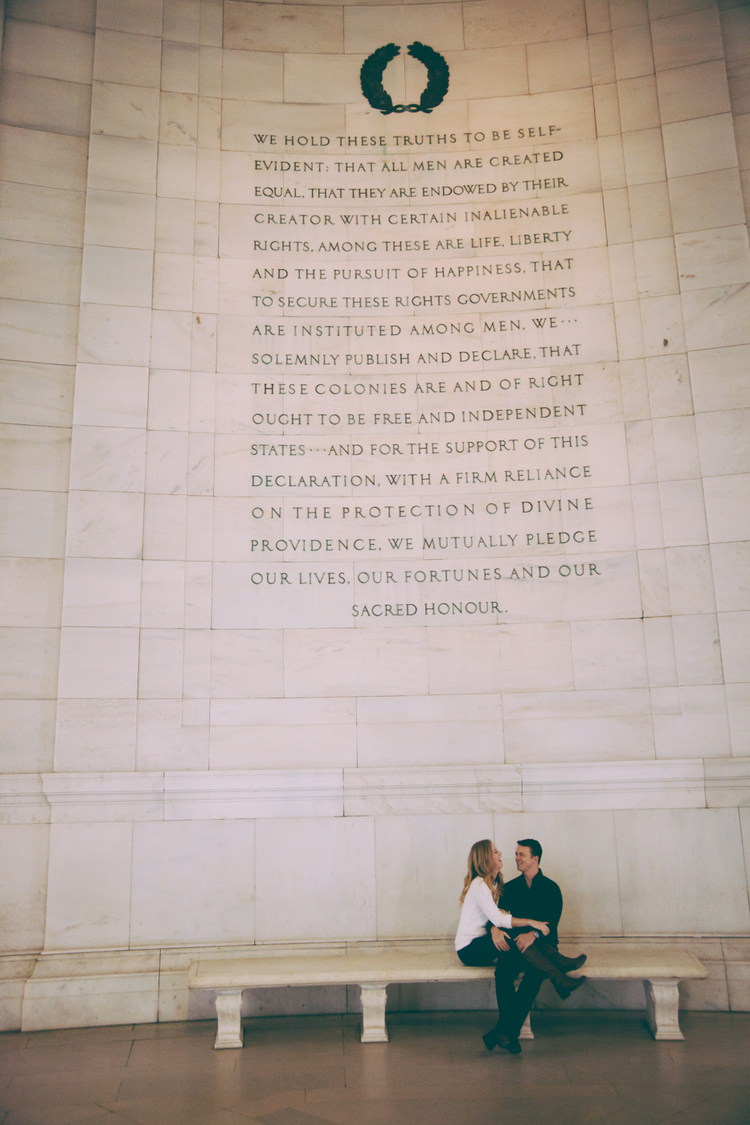 WE HOLD THESE TRUTHS TO BE SELF-
EVIDENT: THAT ALL MEN ARE CREATED
EQUAL, THAT THEY ARE ENDOWED BY THEIR
CREATOR WITH CERTAIN INALIENABLE
RIGHTS, AMONG THESE ARE LIFE, LIBERTY
AND THE PURSUIT OF HAPPINESS, THAT
TO SECURE THESE RIGHTS GOVERNMENTS
ARE INSTITUTED AMONG MEN. WE···
SOLEMNLY PUBLISH AND DECLARE, THAT
THESE COLONIES ARE AND OF RIGHT
OUGHT TO BE FREE AND INDEPENDENT
STATES···AND FOR THE SUPPORT OF THIS
DECLARATION, WITH A FIRM RELIANCE
ON THE PROTECTION OF DIVINE
PROVIDENCE, WE MUTUALLY PLEDGE
OUR LIVES, OUR FORTUNES AND OUR
SACRED HONOUR.